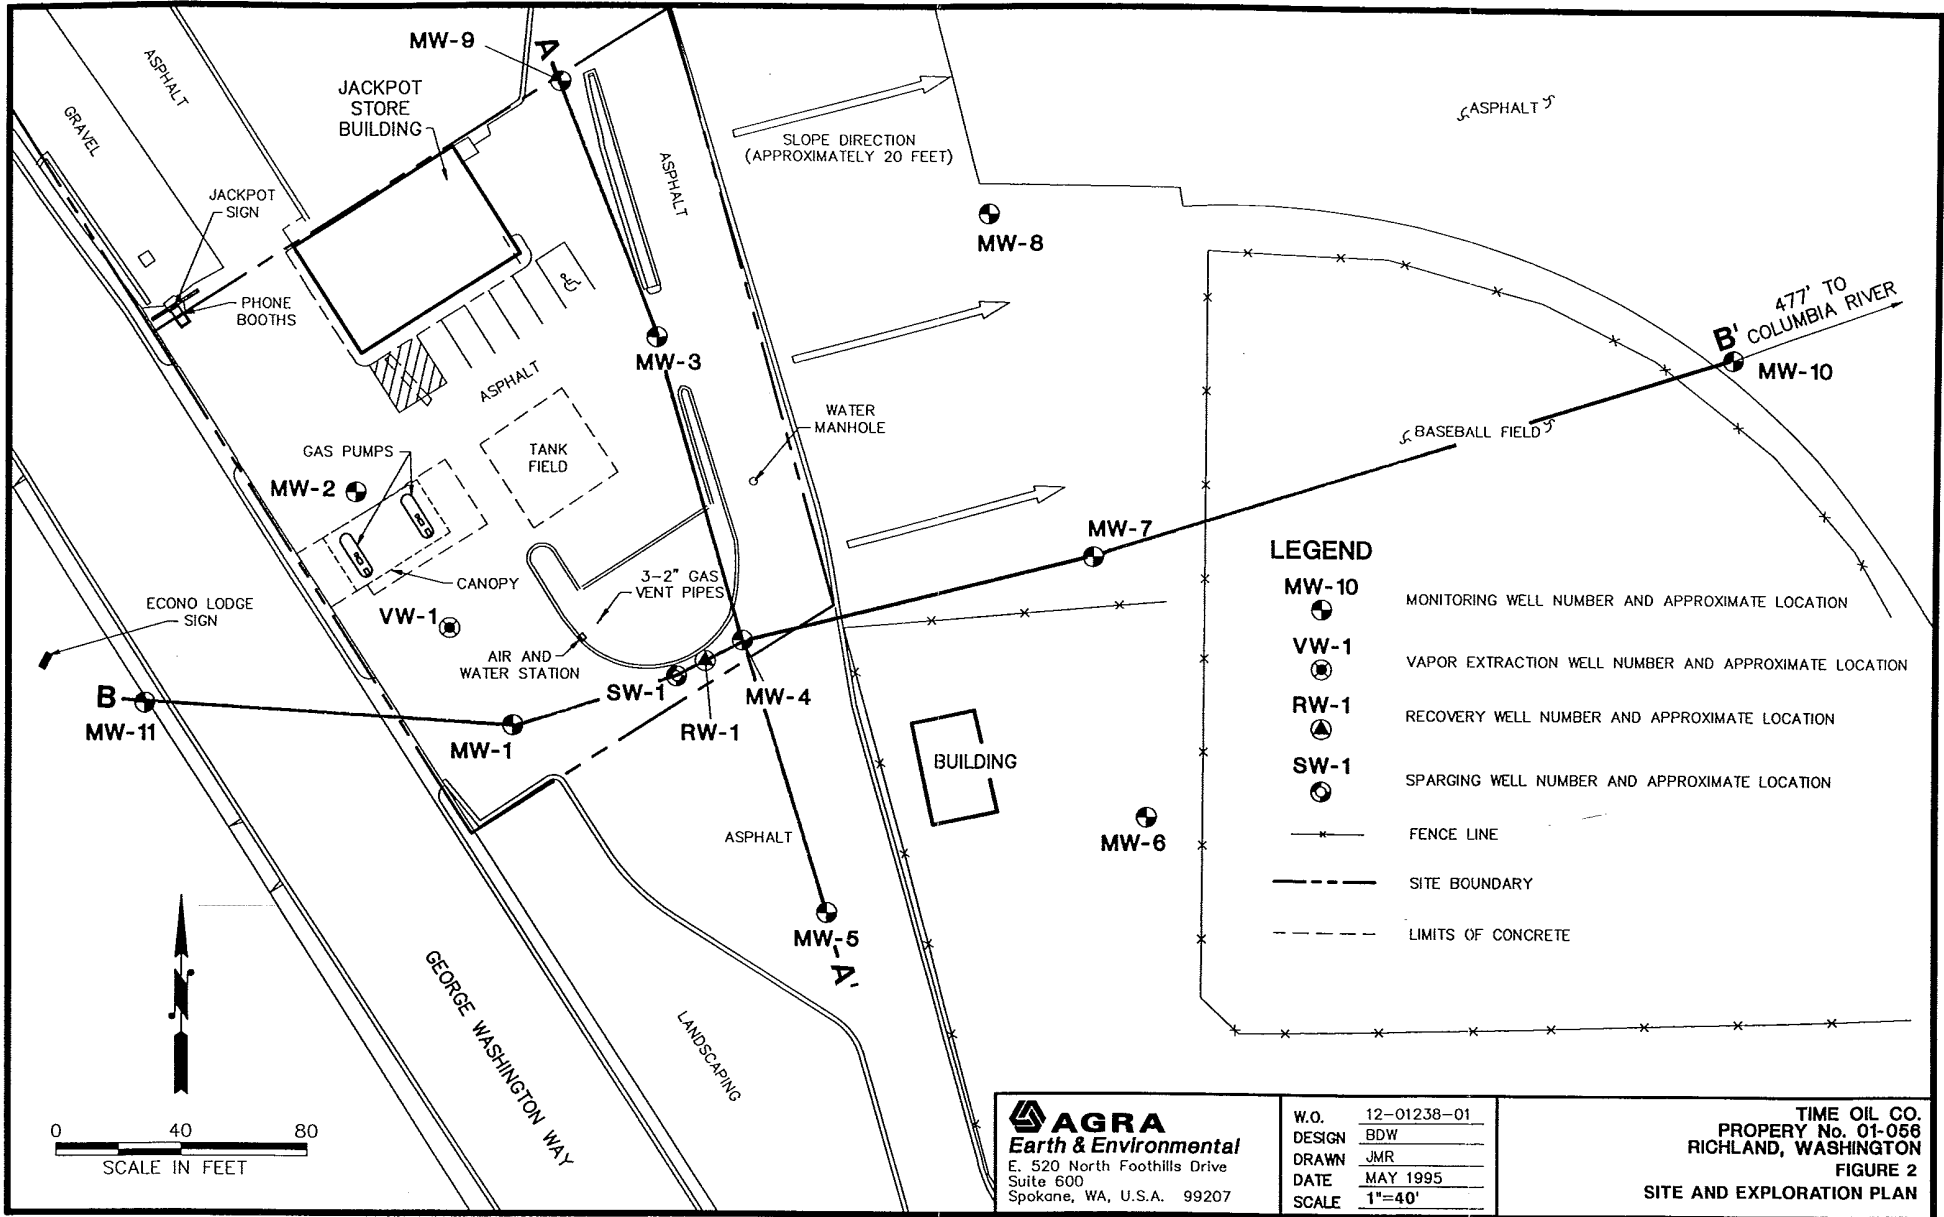 MW-9
A
ASPHALT
GRAVEL
JACKPOT
STORE
BUILDING
ASPHALT
SLOPE DIRECTION
(APPROXIMATELY 20 FEET)
ASPHALT
JACKPOT
SIGN
MW-8
PHONE
BOOTHS
477' TO
COLUMBIA RIVER
B'
MW-10
MW-3
ASPHALT
WATER
MANHOLE
BASEBALL FIELD
GAS PUMPS
TANK
FIELD
MW-2
MW-7
CANOPY
3-2" GAS
VENT PIPES
ECONO LODGE
SIGN
VW-1
AIR AND
WATER STATION
B
MW-11
MW-1
SW-1
RW-1
MW-4
BUILDING
ASPHALT
MW-6
MW-5
A'
GEORGE WASHINGTON WAY
LANDSCAPING
N
LEGEND
MW-10
MONITORING WELL NUMBER AND APPROXIMATE LOCATION
VW-1
VAPOR EXTRACTION WELL NUMBER AND APPROXIMATE LOCATION
RW-1
RECOVERY WELL NUMBER AND APPROXIMATE LOCATION
SW-1
SPARGING WELL NUMBER AND APPROXIMATE LOCATION
FENCE LINE
SITE BOUNDARY
LIMITS OF CONCRETE
0 40 80
SCALE IN FEET
AGRA
Earth & Environmental
E. 520 North Foothills Drive
Suite 600
Spokane, WA, U.S.A. 99207
W.O. 12-01238-01
DESIGN BDW
DRAWN JMR
DATE MAY 1995
SCALE 1"=40'
TIME OIL CO.
PROPERTY No. 01-056
RICHLAND, WASHINGTON
FIGURE 2
SITE AND EXPLORATION PLAN